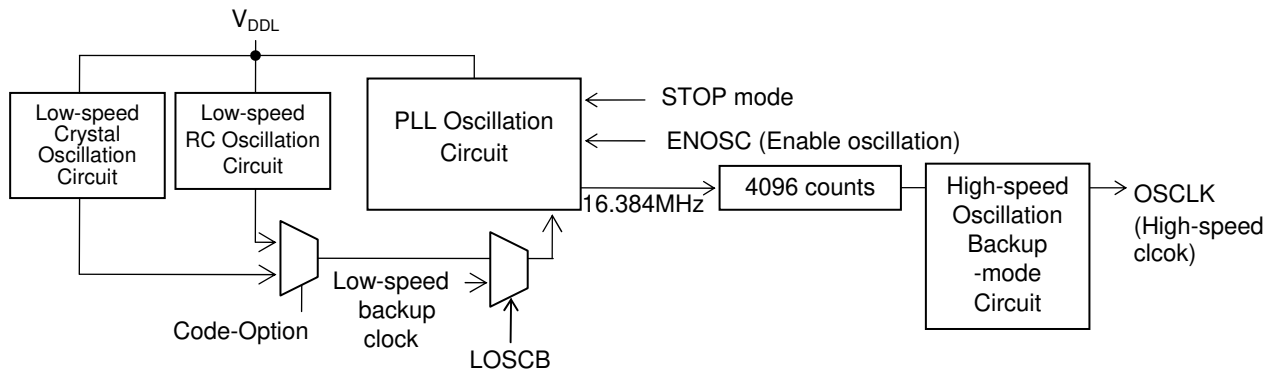 VDDL
Low-speed
Crystal
Oscillation
Circuit
Low-speed
RC Oscillation
Circuit
PLL Oscillation
Circuit
STOP mode
ENOSC (Enable oscillation)
16.384MHz
4096 counts
High-speed
Oscillation
Backup
-mode
Circuit
OSCLK
(High-speed
clcok)
Low-speed
backup
clock
Code-Option
LOSCB